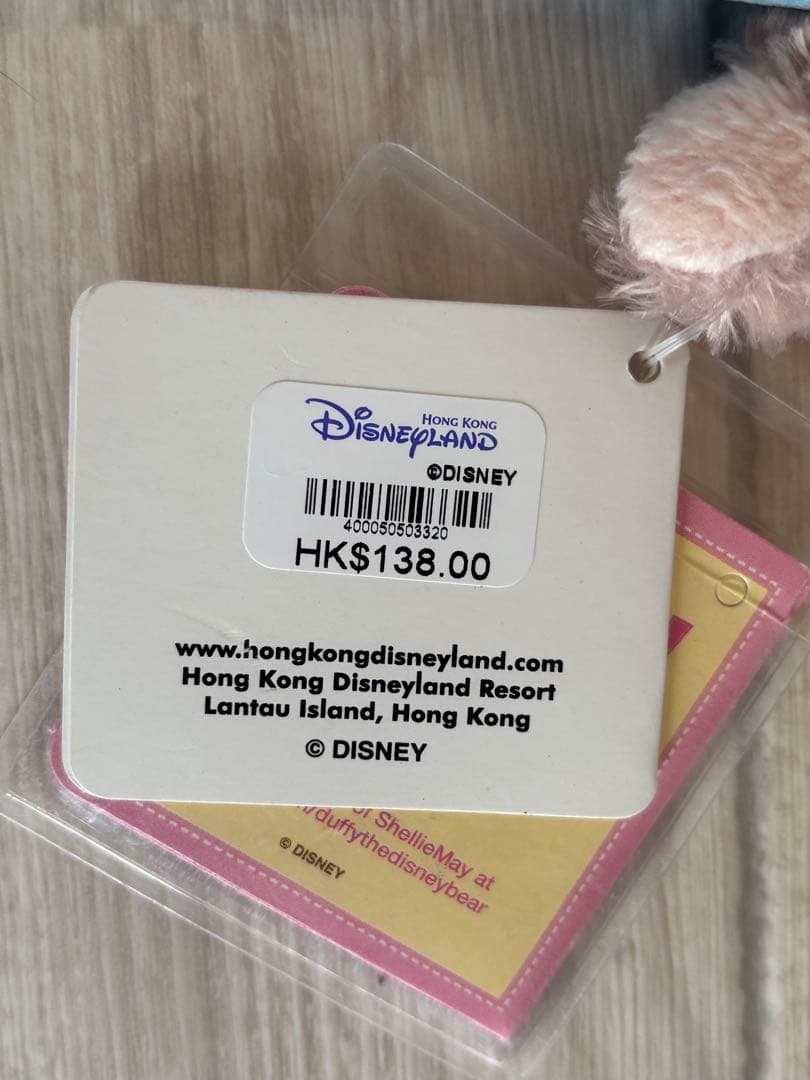 HONG KONG
DISNEYLAND
©DISNEY
400050503320
HK$138.00
www.hongkongdisneyland.com
Hong Kong Disneyland Resort
Lantau Island, Hong Kong
© DISNEY
ShellieMay at
/duffythedisneybear
© DISNEY